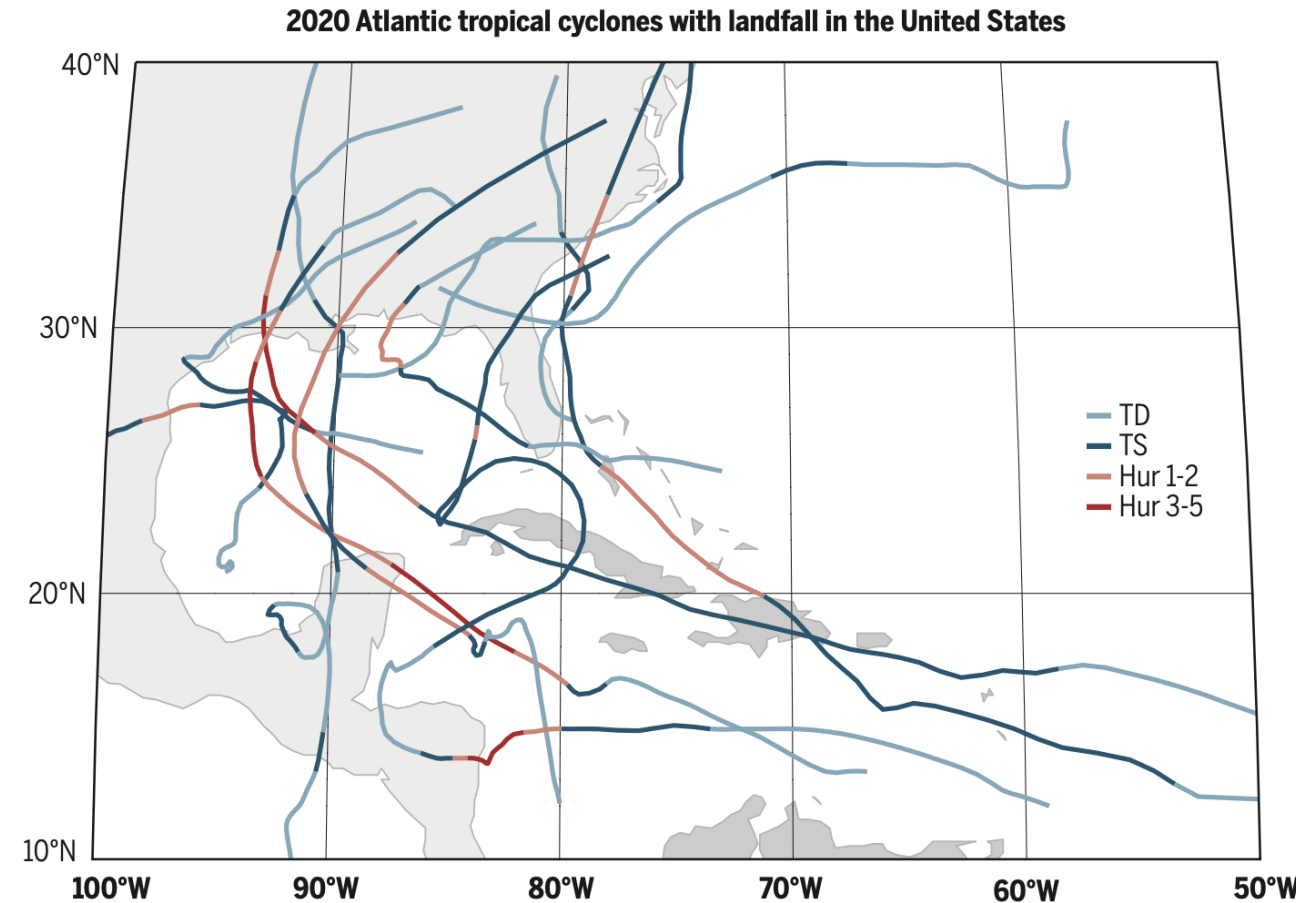 2020 Atlantic tropical cyclones with landfall in the United States
40°N
30°N
TD
TS
Hur 1-2
Hur 3-5
20°N
10°N
100°W 90°W 80°W 70°W 60°W 50°W